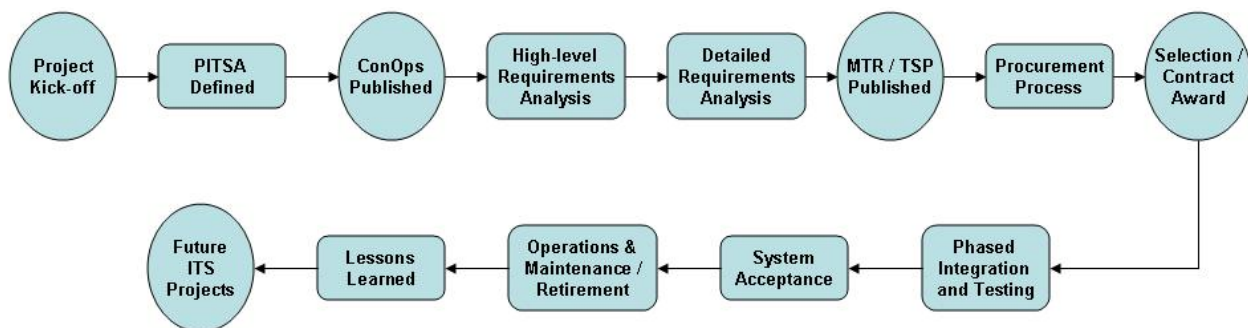 Project
Kick-off
PITSA
Defined
ConOps
Published
High-level
Requirements
Analysis
Detailed
Requirements
Analysis
MTR / TSP
Published
Procurement
Process
Selection /
Contract
Award
Future
ITS
Projects
Lessons
Learned
Operations &
Maintenance /
Retirement
System
Acceptance
Phased
Integration
and Testing